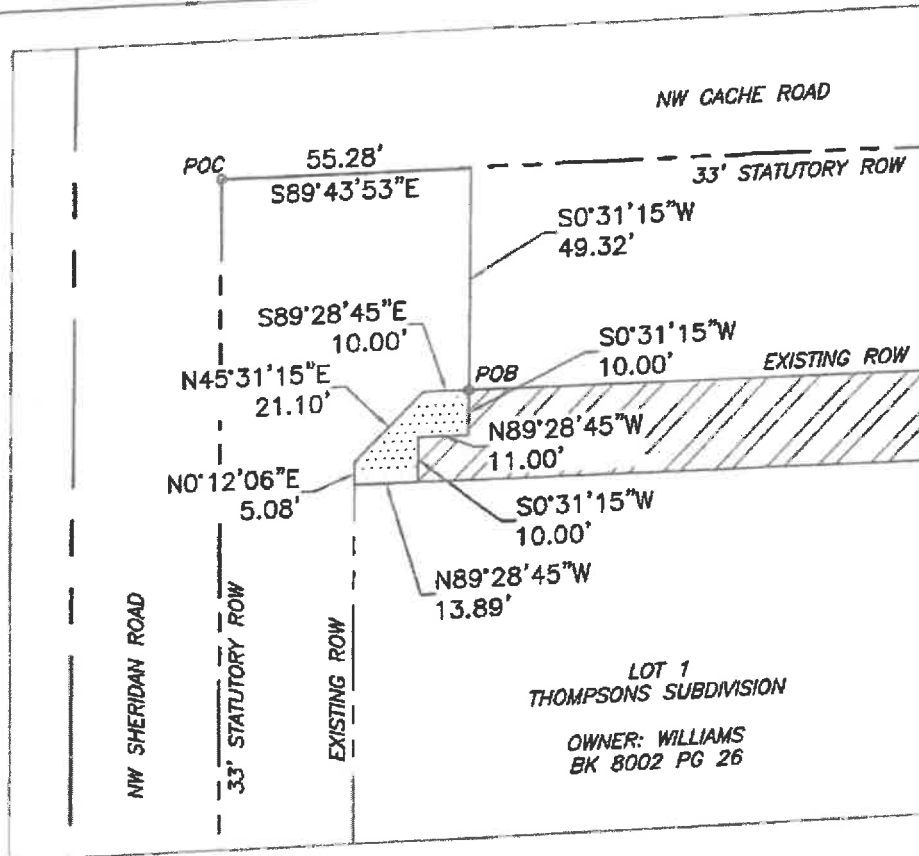 NW CACHE ROAD
POC
55.28'
S89°43'53"E
33' STATUTORY ROW
S0°31'15"W
49.32'
S89°28'45"E
10.00'
S0°31'15"W
10.00'
EXISTING ROW
N45°31'15"E
21.10'
POB
N89°28'45"W
11.00'
N0°12'06"E
5.08'
S0°31'15"W
10.00'
N89°28'45"W
13.89'
NW SHERIDAN ROAD
33' STATUTORY ROW
EXISTING ROW
LOT 1
THOMPSONS SUBDIVISION
OWNER: WILLIAMS
BK 8002 PG 26